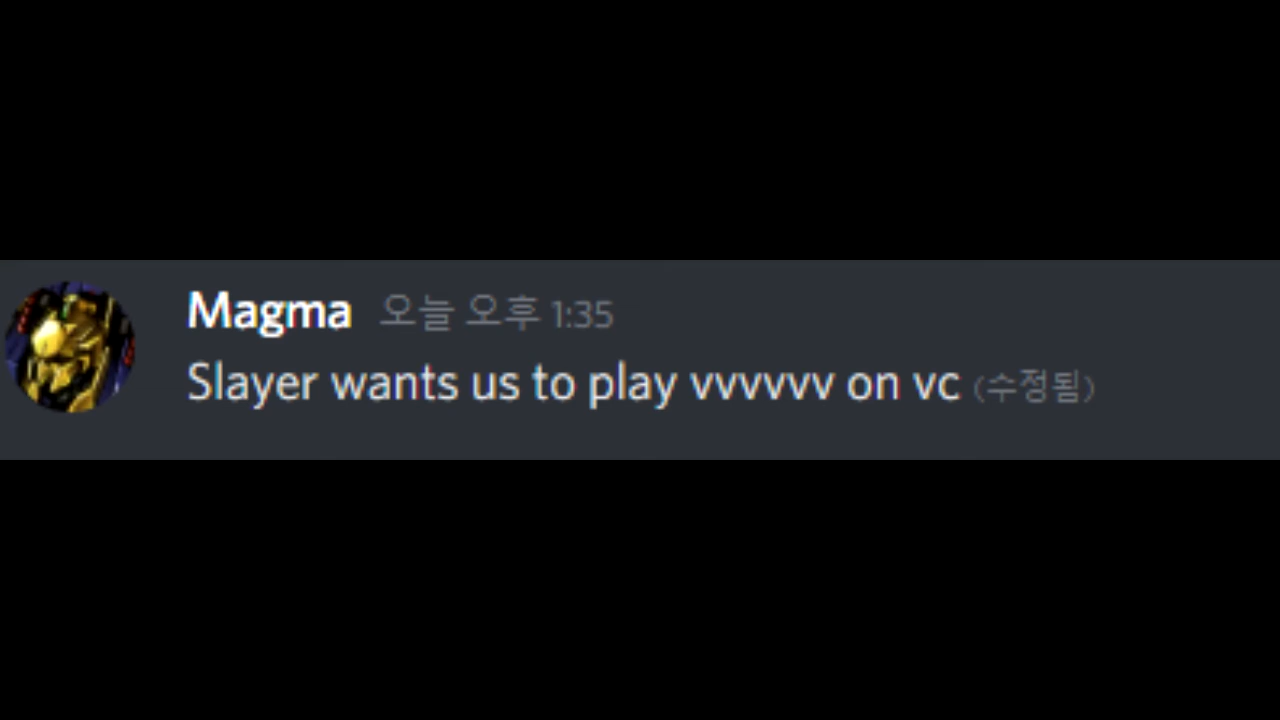 Magma 오늘 오후 1:35
Slayer wants us to play vvvvvv on vc (수정됨)